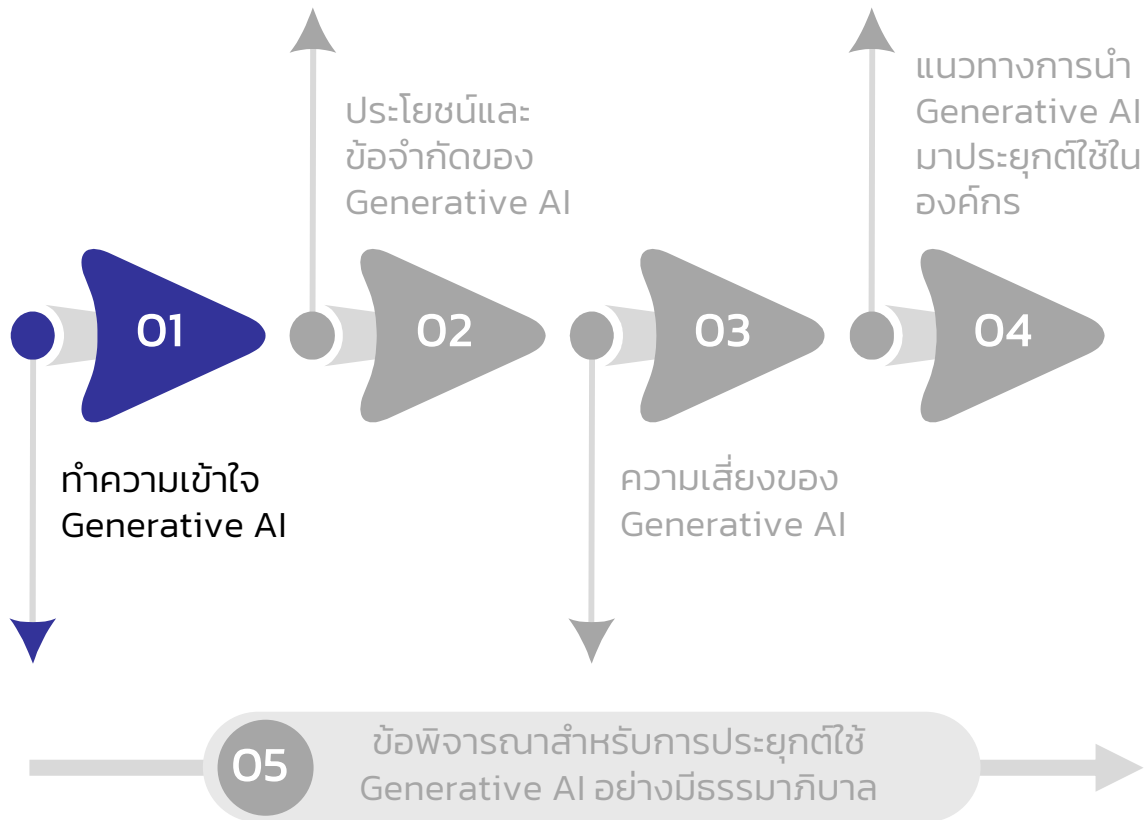 01
ทำความเข้าใจ
Generative AI
02
ประโยชน์และ
ข้อจำกัดของ
Generative AI
03
ความเสี่ยงของ
Generative AI
04
แนวทางการนำ
Generative AI
มาประยุกต์ใช้ใน
องค์กร
05
ข้อพิจารณาสำหรับการประยุกต์ใช้
Generative AI อย่างมีธรรมาภิบาล